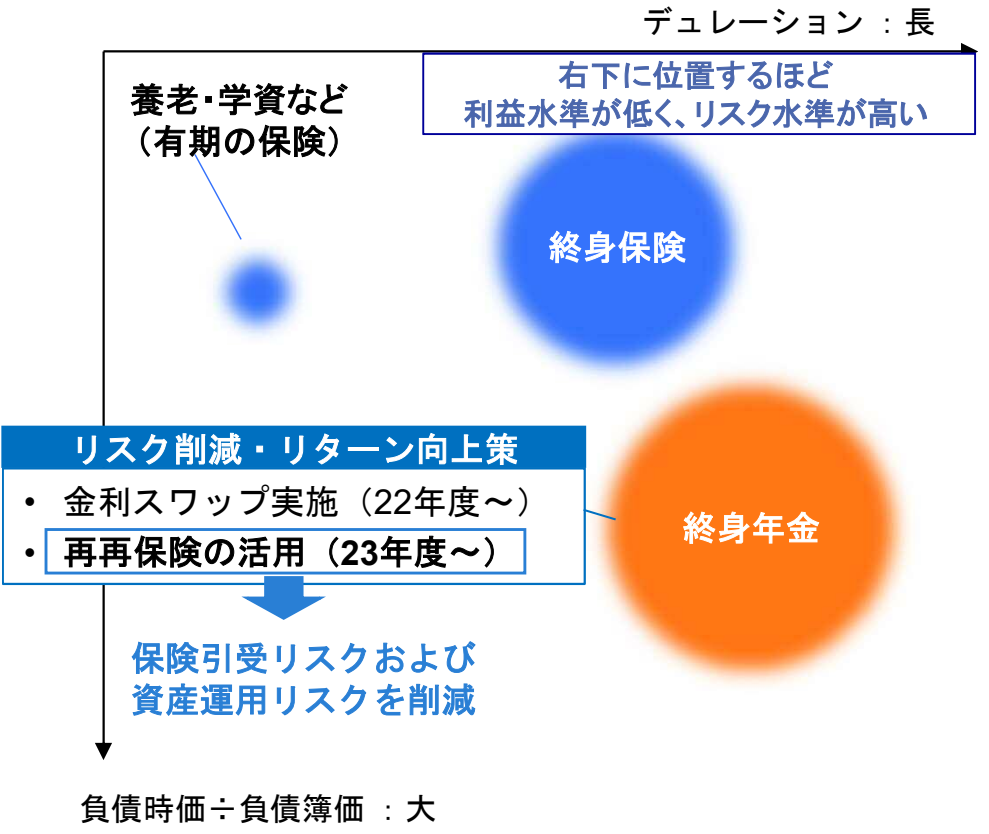 デュレーション ：長
右下に位置するほど
利益水準が低く、リスク水準が高い
養老・学資など
（有期の保険）
終身保険
リスク削減・リターン向上策
• 金利スワップ実施（22年度～）
• 再再保険の活用（23年度～）
終身年金
保険引受リスクおよび
資産運用リスクを削減
負債時価÷負債簿価 ：大